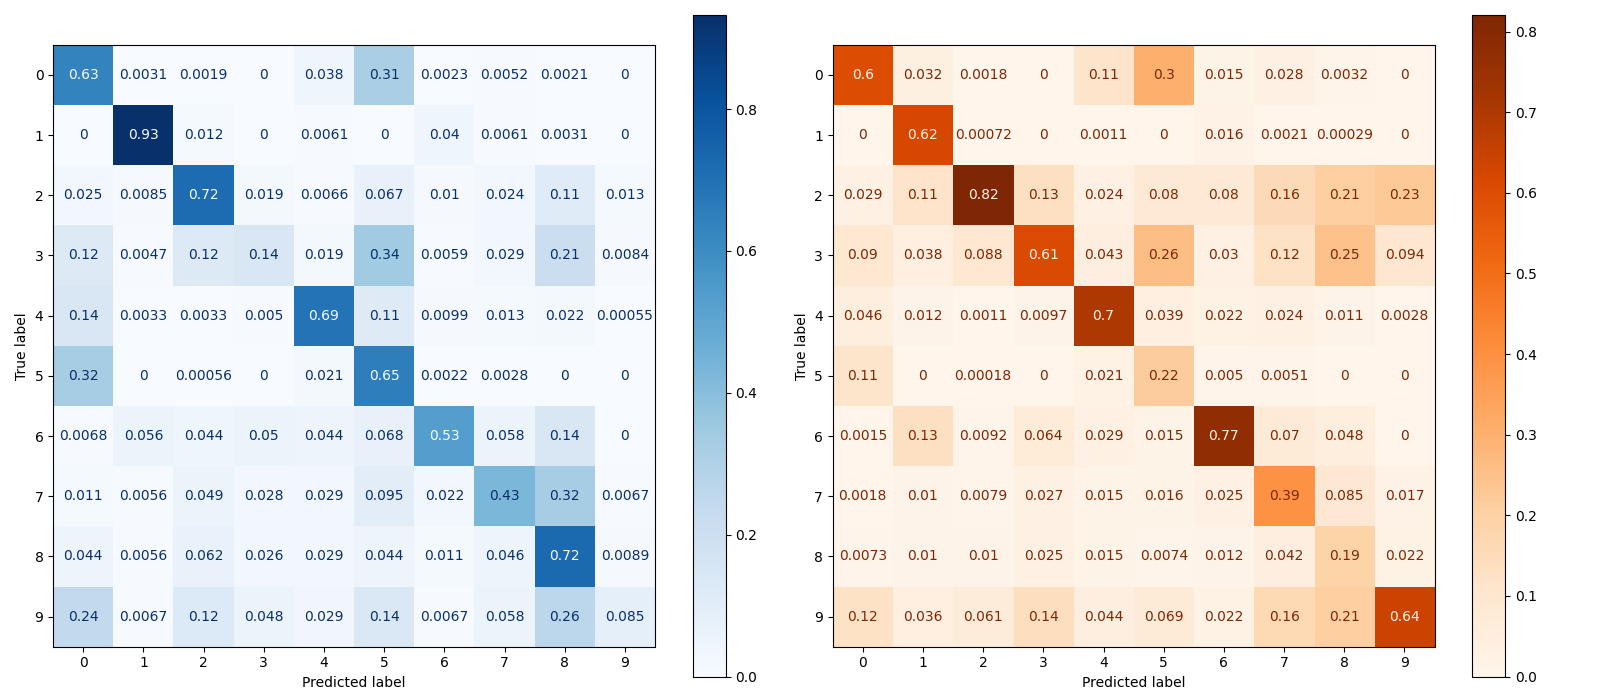 0 0.63 0.0031 0.0019 0 0.038 0.31 0.0023 0.0052 0.0021 0
1 0 0.93 0.012 0 0.0061 0 0.04 0.0061 0.0031 0
2 0.025 0.0085 0.72 0.019 0.0066 0.067 0.01 0.024 0.11 0.013
3 0.12 0.0047 0.12 0.14 0.019 0.34 0.0059 0.029 0.21 0.0084
4 0.14 0.0033 0.0033 0.005 0.69 0.11 0.0099 0.013 0.022 0.00055
5 0.32 0 0.00056 0 0.021 0.65 0.0022 0.0028 0 0
6 0.0068 0.056 0.044 0.05 0.044 0.068 0.53 0.058 0.14 0
7 0.011 0.0056 0.049 0.028 0.029 0.095 0.022 0.43 0.32 0.0067
8 0.044 0.0056 0.062 0.026 0.029 0.044 0.011 0.046 0.72 0.0089
9 0.24 0.0067 0.12 0.048 0.029 0.14 0.0067 0.058 0.26 0.085
0 1 2 3 4 5 6 7 8 9
Predicted label
True label
0.8
0.6
0.4
0.2
0.0
0 0.6 0.032 0.0018 0 0.11 0.3 0.015 0.028 0.0032 0
1 0 0.62 0.00072 0 0.0011 0 0.016 0.0021 0.00029 0
2 0.029 0.11 0.82 0.13 0.024 0.08 0.08 0.16 0.21 0.23
3 0.09 0.038 0.088 0.61 0.043 0.26 0.03 0.12 0.25 0.094
4 0.046 0.012 0.0011 0.0097 0.7 0.039 0.022 0.024 0.011 0.0028
5 0.11 0 0.00018 0 0.021 0.22 0.005 0.0051 0 0
6 0.0015 0.13 0.0092 0.064 0.029 0.015 0.77 0.07 0.048 0
7 0.0018 0.01 0.0079 0.027 0.015 0.016 0.025 0.39 0.085 0.017
8 0.0073 0.01 0.01 0.025 0.015 0.0074 0.012 0.042 0.19 0.022
9 0.12 0.036 0.061 0.14 0.044 0.069 0.022 0.16 0.21 0.64
0 1 2 3 4 5 6 7 8 9
Predicted label
True label
0.8
0.7
0.6
0.5
0.4
0.3
0.2
0.1
0.0